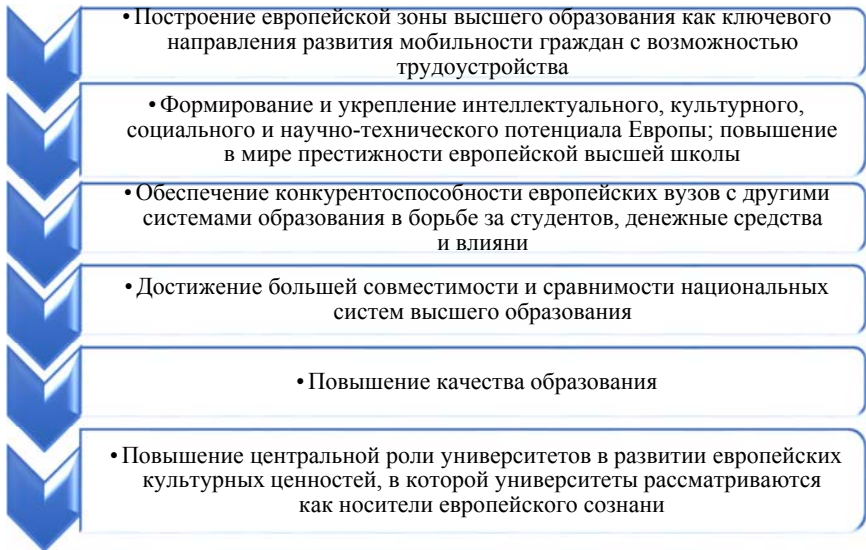 • Построение европейской зоны высшего образования как ключевого
направления развития мобильности граждан с возможностью
трудоустройства
• Формирование и укрепление интеллектуального, культурного,
социального и научно-технического потенциала Европы; повышение
в мире престижности европейской высшей школы
• Обеспечение конкурентоспособности европейских вузов с другими
системами образования в борьбе за студентов, денежные средства
и влияни
• Достижение большей совместимости и сравнимости национальных
систем высшего образования
• Повышение качества образования
• Повышение центральной роли университетов в развитии европейских
культурных ценностей, в которой университеты рассматриваются
как носители европейского сознани